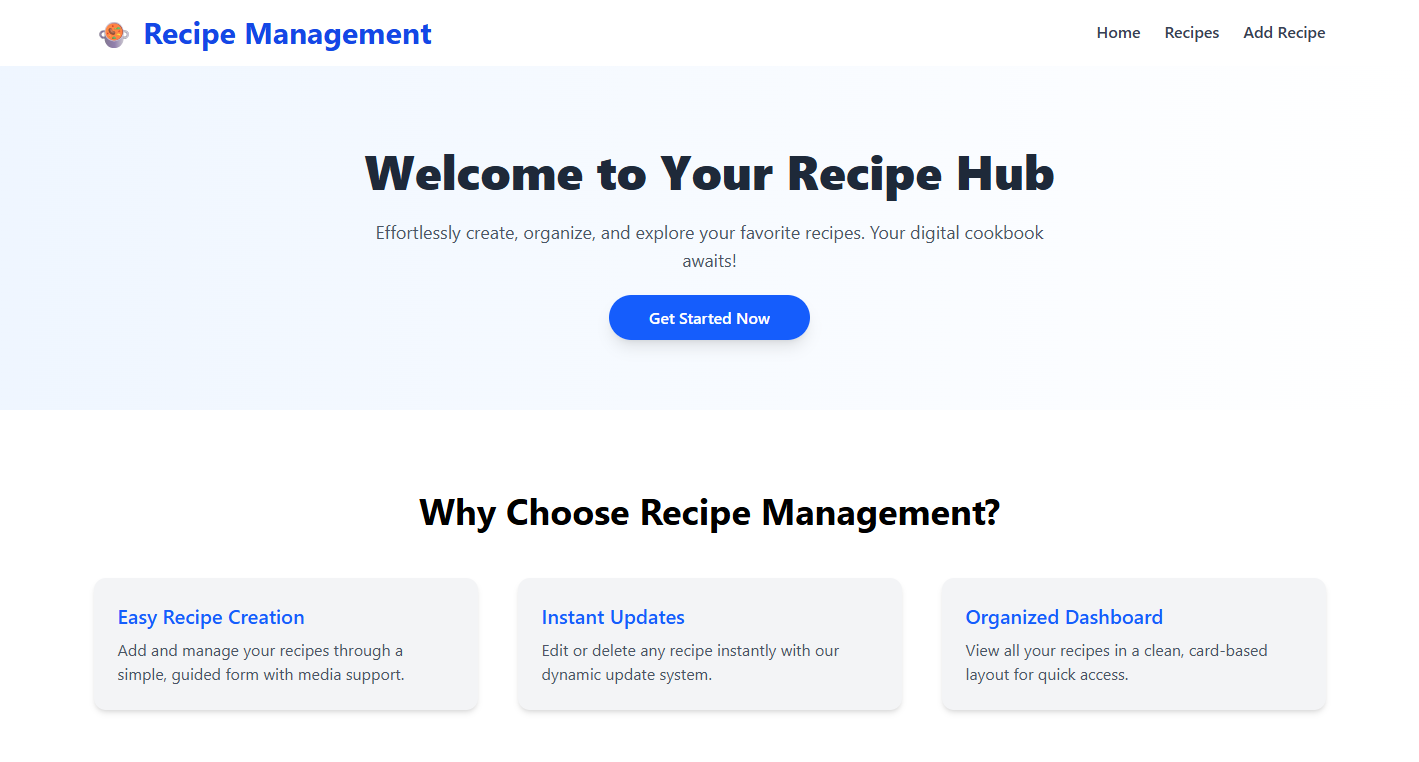 Recipe Management
Home Recipes Add Recipe
Welcome to Your Recipe Hub
Effortlessly create, organize, and explore your favorite recipes. Your digital cookbook
awaits!
Get Started Now
Why Choose Recipe Management?
Easy Recipe Creation
Add and manage your recipes through a
simple, guided form with media support.
Instant Updates
Edit or delete any recipe instantly with our
dynamic update system.
Organized Dashboard
View all your recipes in a clean, card-based
layout for quick access.